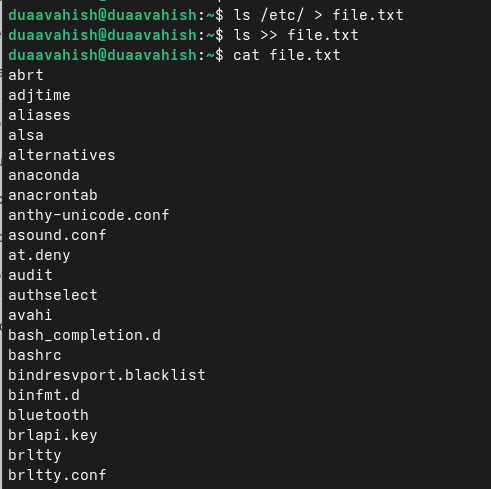 duaavahish@duaavahish:~$ ls /etc/ > file.txt
duaavahish@duaavahish:~$ ls >> file.txt
duaavahish@duaavahish:~$ cat file.txt
abrt
adjtime
aliases
alsa
alternatives
anaconda
anacrontab
anthy-unicode.conf
asound.conf
at.deny
audit
authselect
avahi
bash_completion.d
bashrc
bindresvport.blacklist
binfmt.d
bluetooth
brlapi.key
brltty
brltty.conf